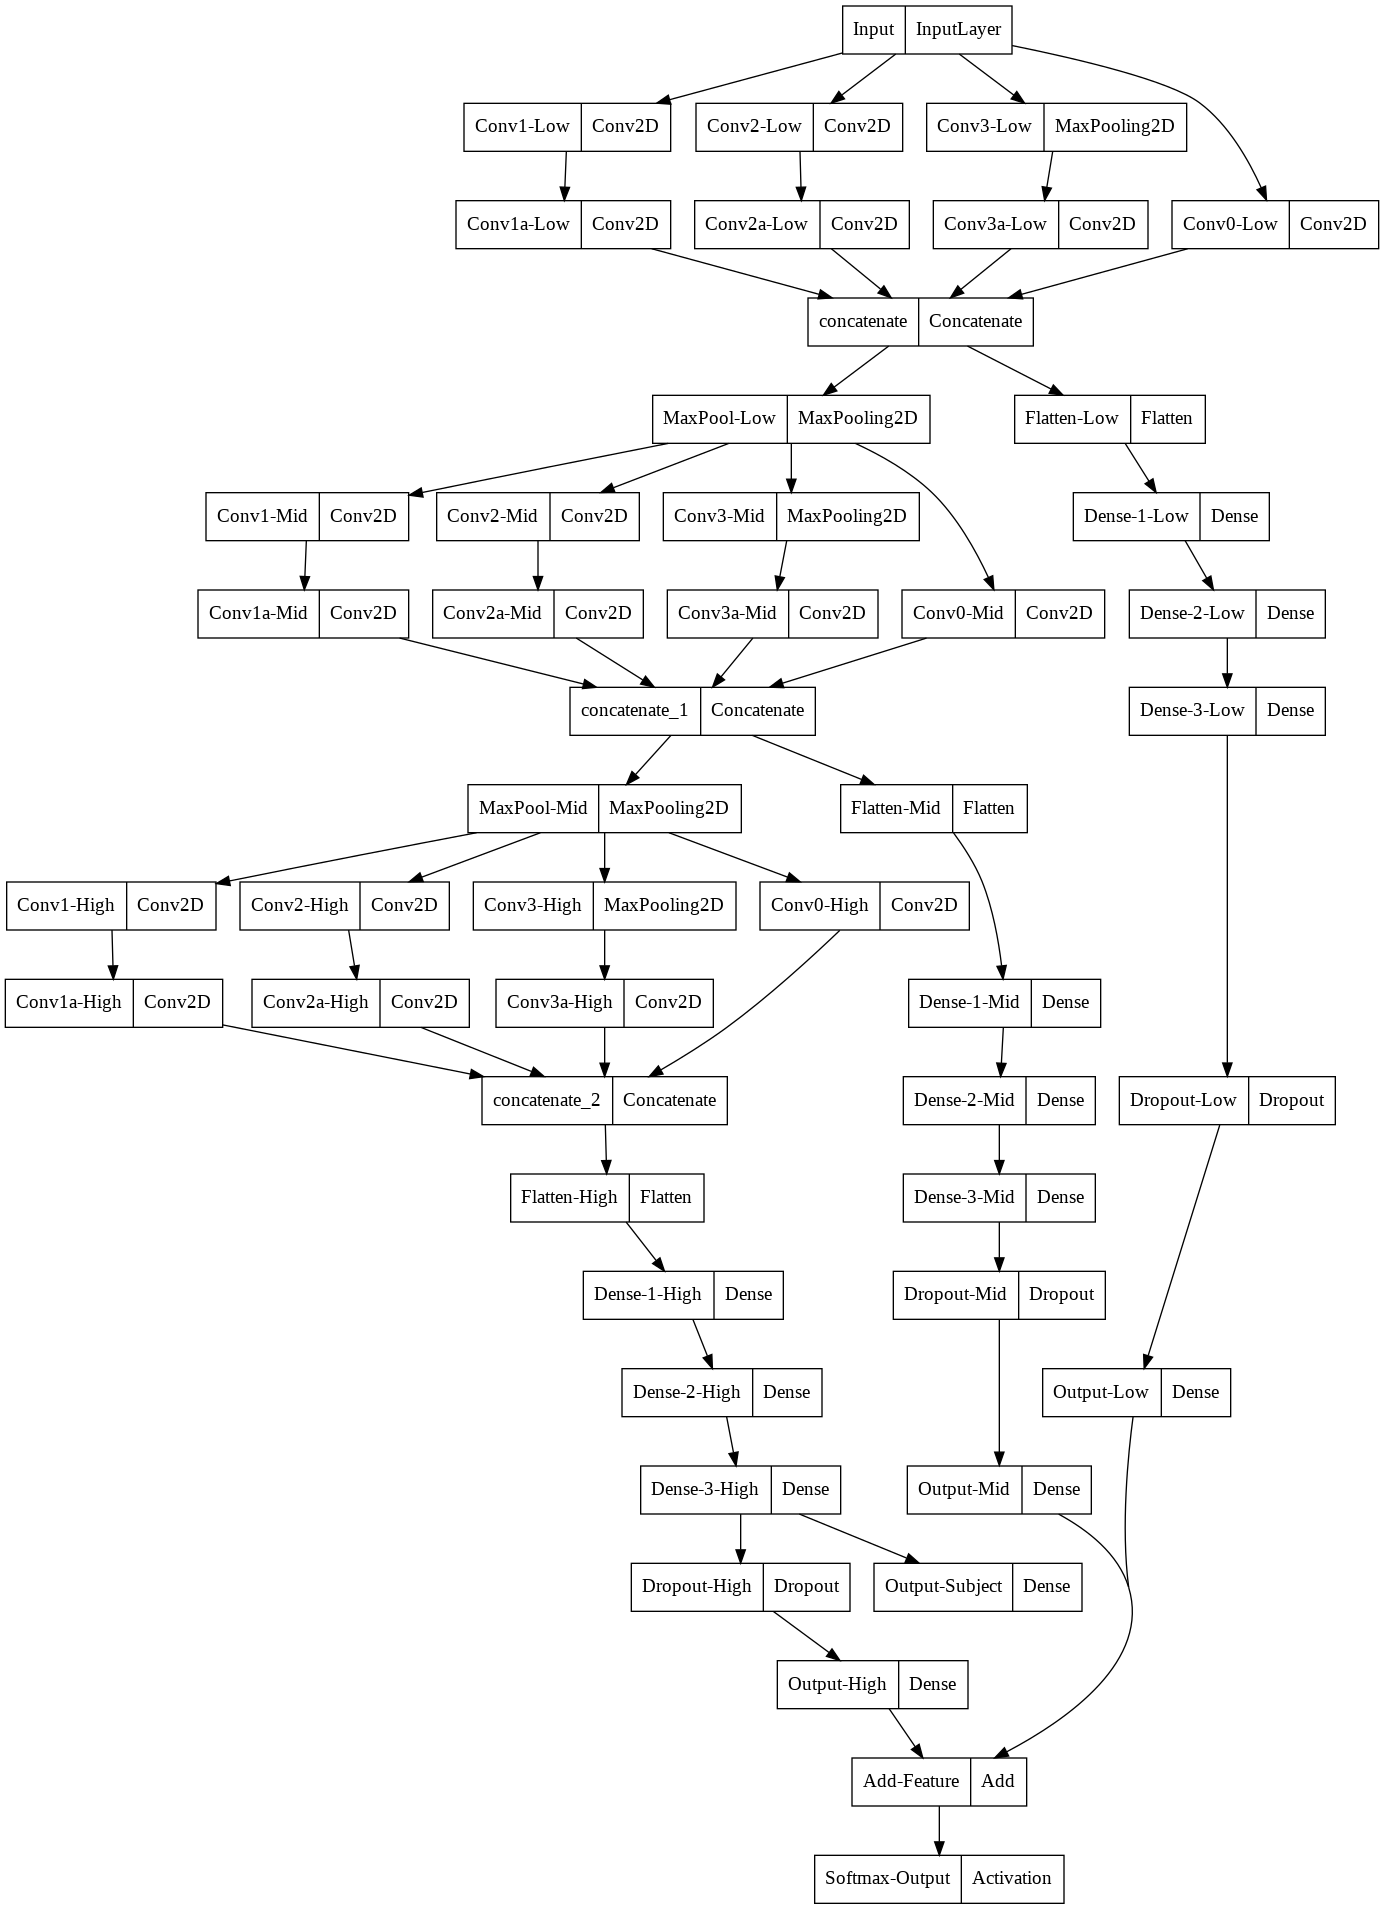 Input InputLayer
Conv1-Low Conv2D
Conv2-Low Conv2D
Conv3-Low MaxPooling2D
Conv1a-Low Conv2D
Conv2a-Low Conv2D
Conv3a-Low Conv2D
Conv0-Low Conv2D
concatenate Concatenate
MaxPool-Low MaxPooling2D
Flatten-Low Flatten
Conv1-Mid Conv2D
Conv2-Mid Conv2D
Conv3-Mid MaxPooling2D
Dense-1-Low Dense
Conv1a-Mid Conv2D
Conv2a-Mid Conv2D
Conv3a-Mid Conv2D
Conv0-Mid Conv2D
Dense-2-Low Dense
concatenate_1 Concatenate
Dense-3-Low Dense
MaxPool-Mid MaxPooling2D
Flatten-Mid Flatten
Conv1-High Conv2D
Conv2-High Conv2D
Conv3-High MaxPooling2D
Conv0-High Conv2D
Conv1a-High Conv2D
Conv2a-High Conv2D
Conv3a-High Conv2D
Dense-1-Mid Dense
concatenate_2 Concatenate
Dense-2-Mid Dense
Dropout-Low Dropout
Flatten-High Flatten
Dense-3-Mid Dense
Dense-1-High Dense
Dropout-Mid Dropout
Dense-2-High Dense
Output-Low Dense
Dense-3-High Dense
Output-Mid Dense
Dropout-High Dropout
Output-Subject Dense
Output-High Dense
Add-Feature Add
Softmax-Output Activation